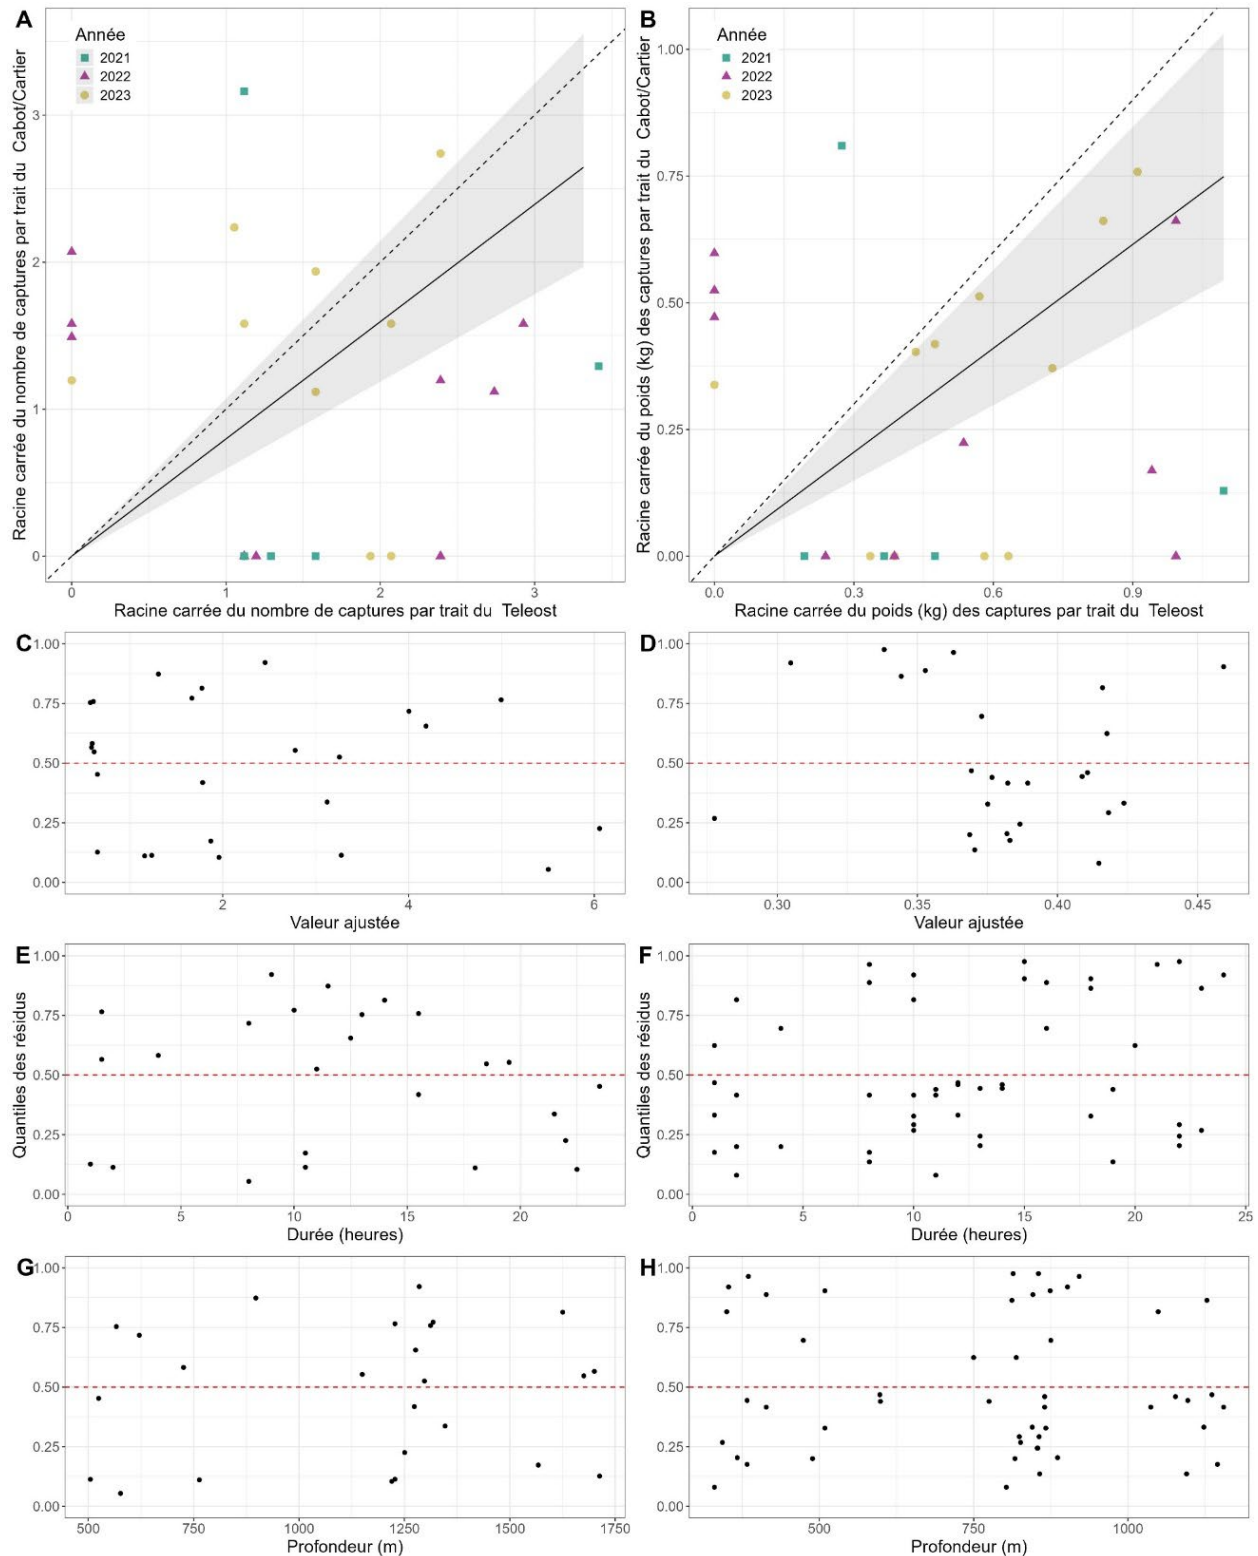 A
Année
2021
2022
2023
3
2
1
0
0 1 2 3
Racine carrée du nombre de captures par trait du Cabot/Cartier
Racine carrée du nombre de captures par trait du Teleost
B
Année
2021
2022
2023
1.00
0.75
0.50
0.25
0.00
0.0 0.3 0.6 0.9
Racine carrée du poids (kg) des captures par trait du Cabot/Cartier
Racine carrée du poids (kg) des captures par trait du Teleost
C
1.00
0.75
0.50
0.25
0.00
2 4 6
Valeur ajustée
D
1.00
0.75
0.50
0.25
0.00
0.30 0.35 0.40 0.45
Valeur ajustée
E
1.00
0.75
0.50
0.25
0.00
0 5 10 15 20
Quantiles des résidus
Durée (heures)
F
1.00
0.75
0.50
0.25
0.00
0 5 10 15 20 25
Quantiles des résidus
Durée (heures)
G
1.00
0.75
0.50
0.25
0.00
500 750 1000 1250 1500 1750
Profondeur (m)
H
1.00
0.75
0.50
0.25
0.00
500 750 1000
Profondeur (m)